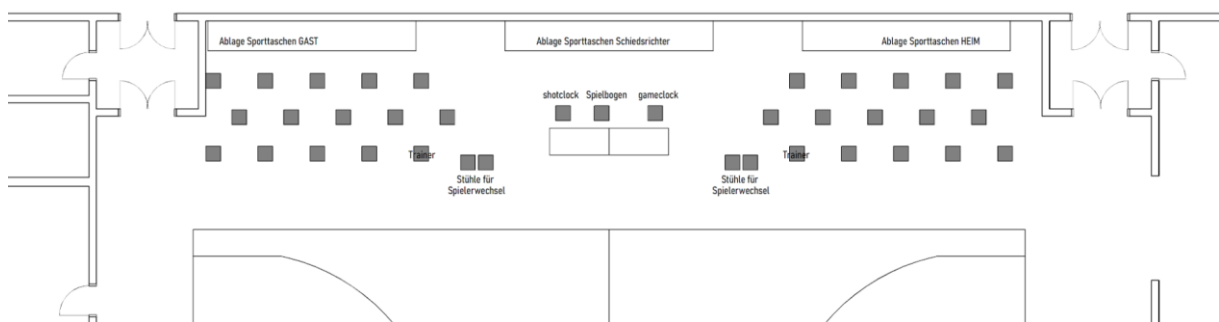 Ablage Sporttaschen GAST
Ablage Sporttaschen Schiedsrichter
Ablage Sporttaschen HEIM
shotclock
Spielbogen
gameclock
Trainer
Trainer
Stühle für
Spielerwechsel
Stühle für
Spielerwechsel